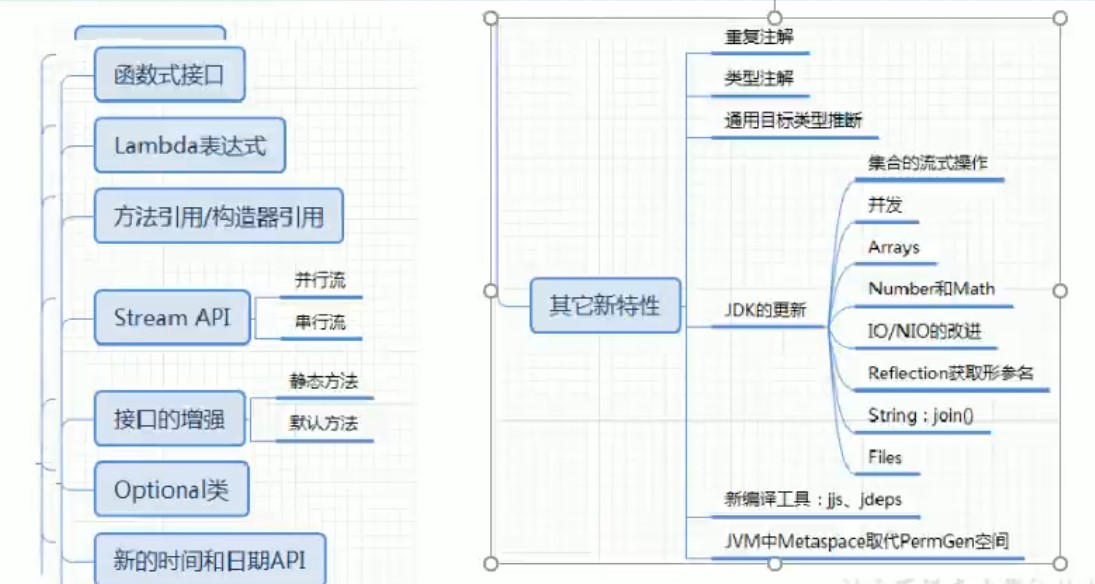 函数式接口
Lambda表达式
方法引用/构造器引用
Stream API
并行流
串行流
接口的增强
静态方法
默认方法
Optional类
新的时间和日期API
其它新特性
重复注解
类型注解
通用目标类型推断
JDK的更新
集合的流式操作
并发
Arrays
Number和Math
IO/NIO的改进
Reflection获取形参名
String：join()
Files
新编译工具：jjs、jdeps
JVM中Metaspace取代PermGen空间